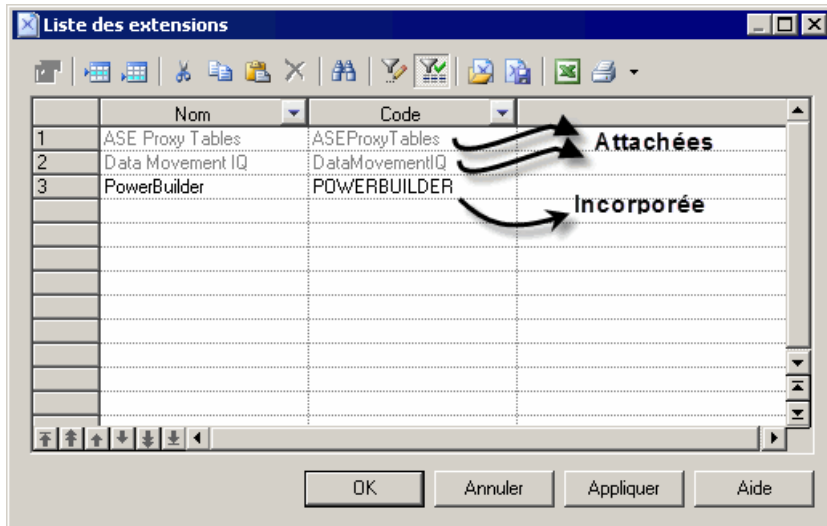 Liste des extensions
Nom Code
1 ASE Proxy Tables ASEProxyTables Attachées
2 Data Movement IQ DataMovementIQ
3 PowerBuilder POWERBUILDER Incorporée
OK Annuler Appliquer Aide